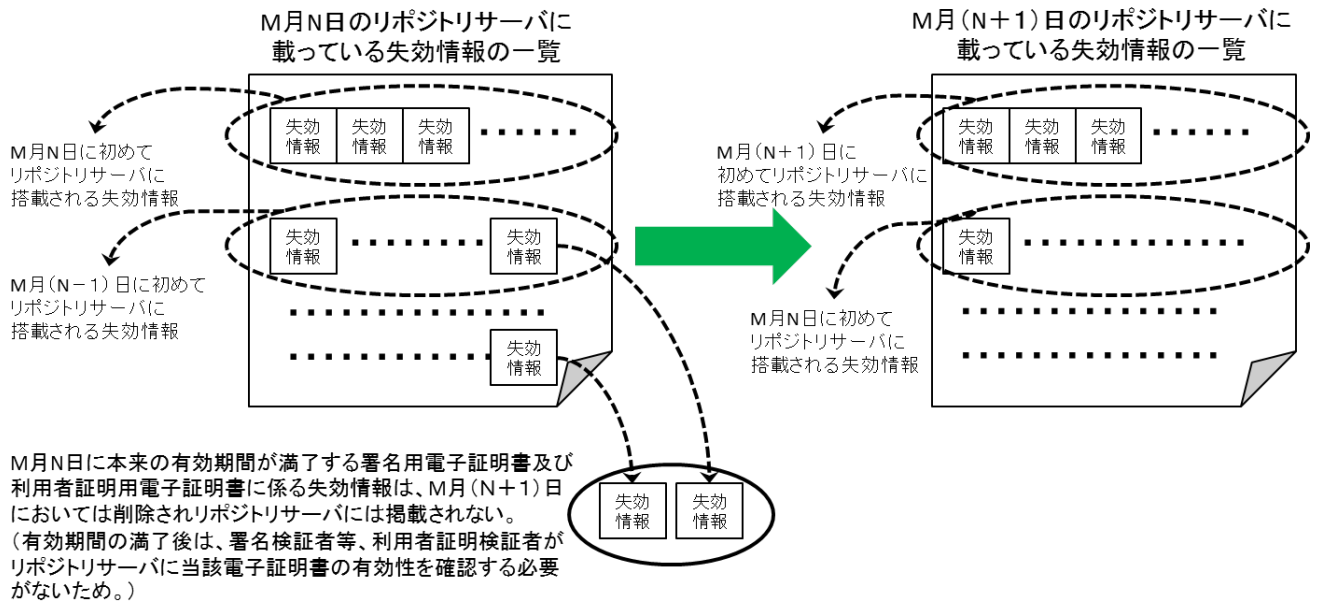 M月N日のリポジトリサーバに
載っている失効情報の一覧
失効
情報
失効
情報
失効
情報
M月N日に初めて
リポジトリサーバに
搭載される失効情報
失効
情報
失効
情報
M月(N－1)日に初めて
リポジトリサーバに
搭載される失効情報
失効
情報
M月(N＋1)日のリポジトリサーバに
載っている失効情報の一覧
失効
情報
失効
情報
失効
情報
M月(N＋1)日に
初めてリポジトリサーバに
搭載される失効情報
失効
情報
M月N日に初めて
リポジトリサーバに
搭載される失効情報
M月N日に本来の有効期間が満了する署名用電子証明書及び
利用者証明用電子証明書に係る失効情報は、M月(N＋1)日
においては削除されリポジトリサーバには掲載されない。
(有効期間の満了後は、署名検証者等、利用者証明検証者が
リポジトリサーバに当該電子証明書の有効性を確認する必要
がないため。)
失効
情報
失効
情報